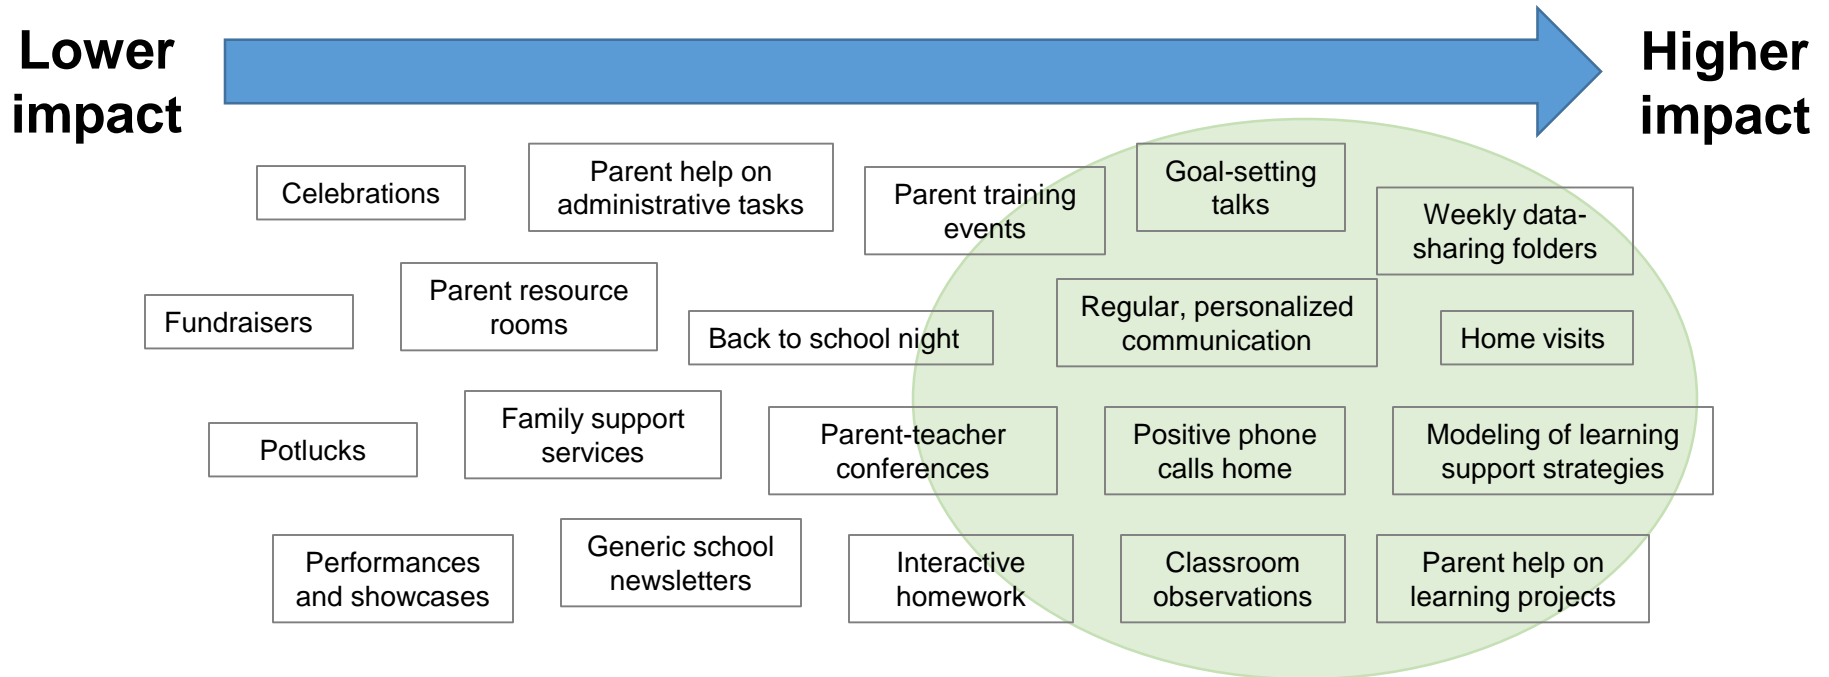 Lower
impact
Higher
impact
Celebrations
Parent help on
administrative tasks
Parent training
events
Goal-setting
talks
Weekly data-
sharing folders
Fundraisers
Parent resource
rooms
Back to school night
Regular, personalized
communication
Home visits
Potlucks
Family support
services
Parent-teacher
conferences
Positive phone
calls home
Modeling of learning
support strategies
Performances
and showcases
Generic school
newsletters
Interactive
homework
Classroom
observations
Parent help on
learning projects